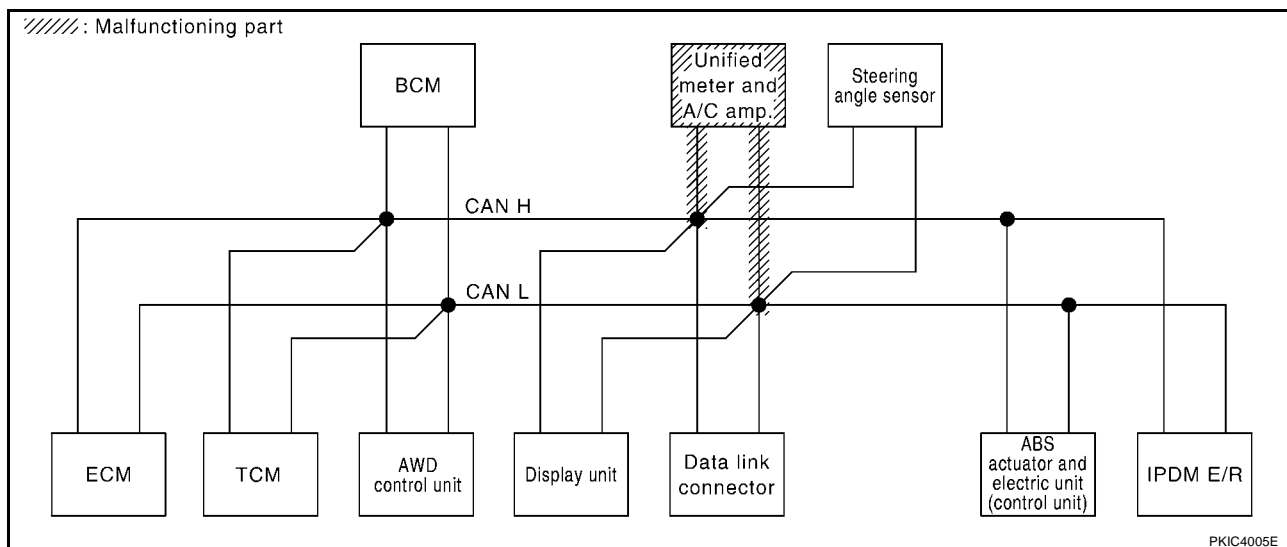 : Malfunctioning part
BCM
Unified
meter and
A/C amp.
Steering
angle sensor
CAN H
CAN L
ECM
TCM
AWD
control unit
Display unit
Data link
connector
ABS
actuator and
electric unit
(control unit)
IPDM E/R
PKIC4005E